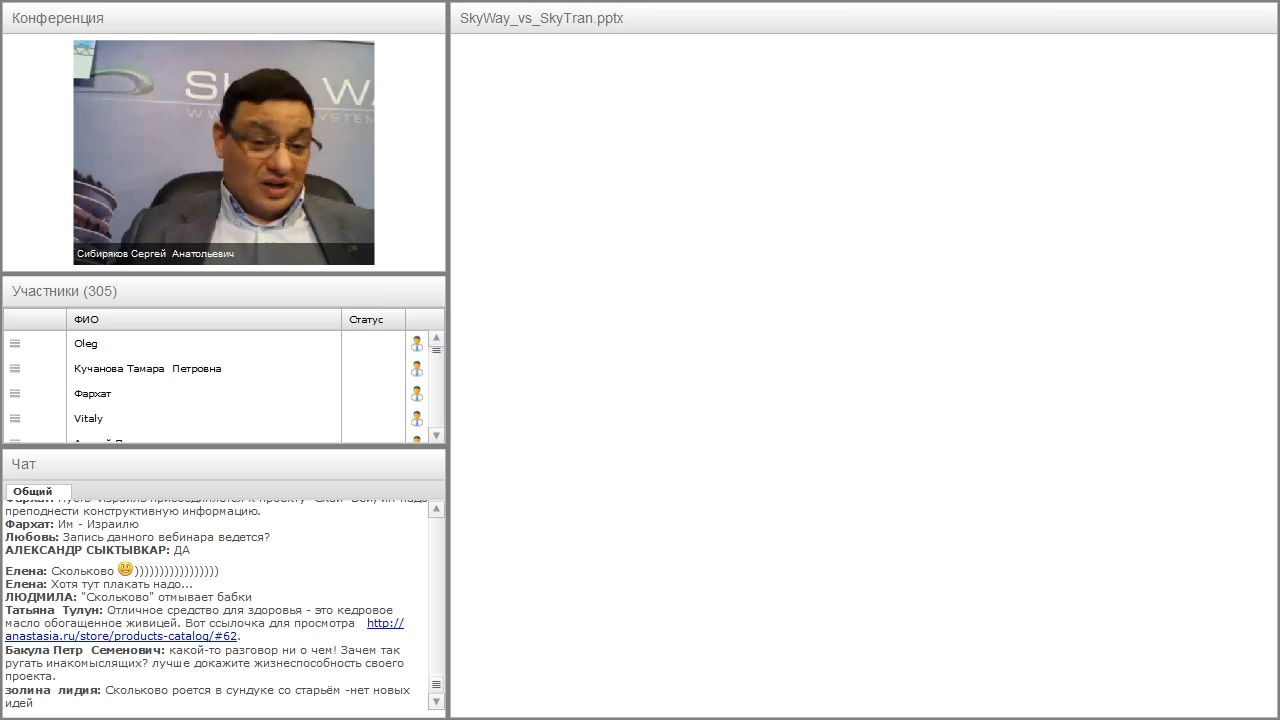 Конференция
SkyWay_vs_SkyTran.pptx
Сибиряков Сергей Анатольевич
Участники (305)
ФИО
Статус
Oleg
Кучанова Тамара Петровна
Фархат
Vitaly
Чат
Общий
преподнести конструктивную информацию.
Фархат: Им - Израилю
Любовь: Запись данного вебинара ведется?
АЛЕКСАНДР СЫКТЫВКАР: ДА
Елена: Скольково )))))))))))))))))
Елена: Хотя тут плакать надо...
ЛЮДМИЛА: "Скольково" отмывает бабки
Татьяна Тулун: Отличное средство для здоровья - это кедровое
масло обогащенное живицей. Вот ссылочка для просмотра http://
anastasia.ru/store/products-catalog/#62.
Бакула Петр Семенович: какой-то разговор ни о чем! Зачем так
ругать инакомыслящих? лучше докажите жизнеспособность своего
проекта.
золина лидия: Скольково роется в сундуке со старьём -нет новых
идей